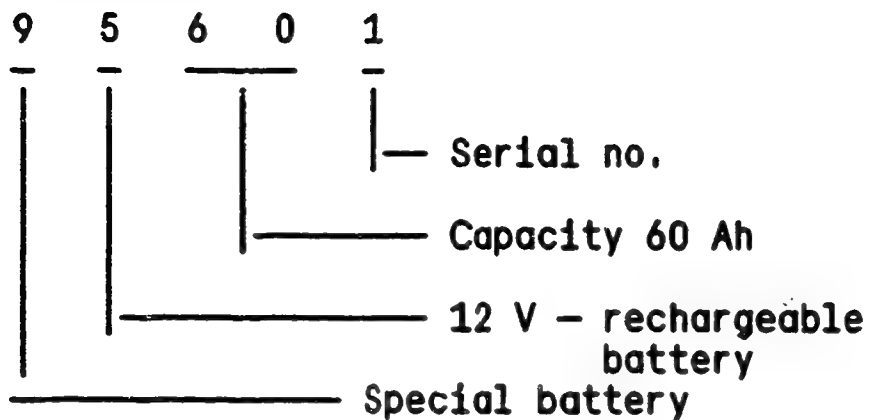 9 5 6 0 1
Serial no.
Capacity 60 Ah
12 V – rechargeable
battery
Special battery